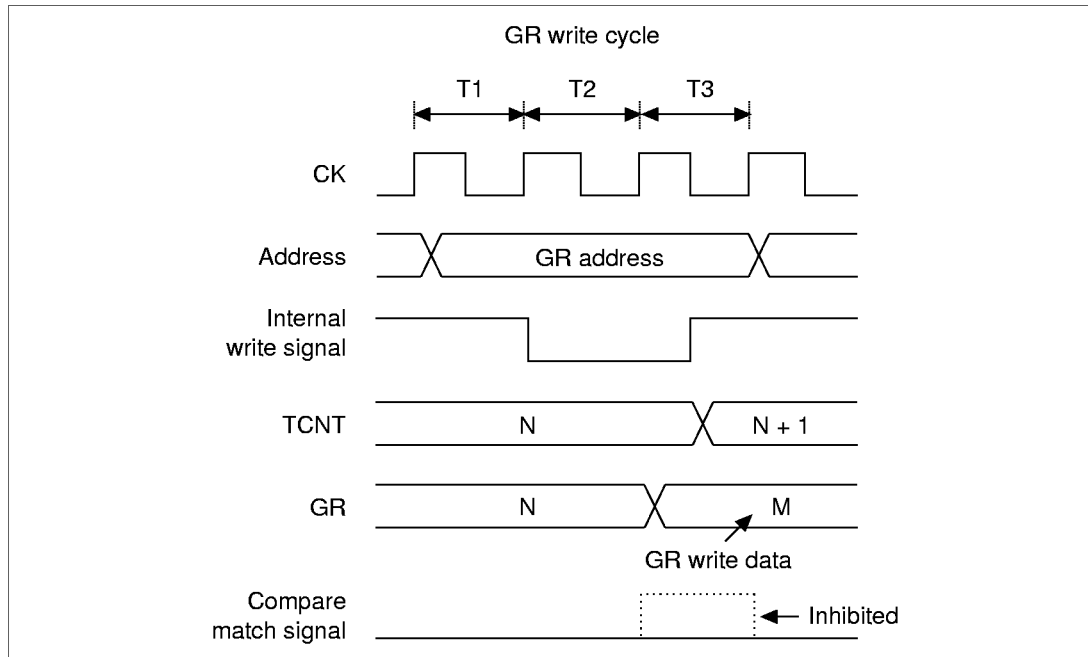 GR write cycle
T1 T2 T3
CK
Address GR address
Internal
write signal
TCNT N N + 1
GR N M
GR write data
Compare
match signal Inhibited